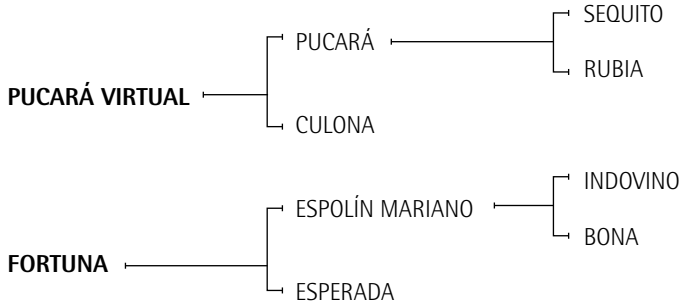 SEQUITO
PUCARÁ
RUBIA
PUCARÁ VIRTUAL
CULONA
INDOVINO
ESPOLÍN MARIANO
BONA
FORTUNA
ESPERADA